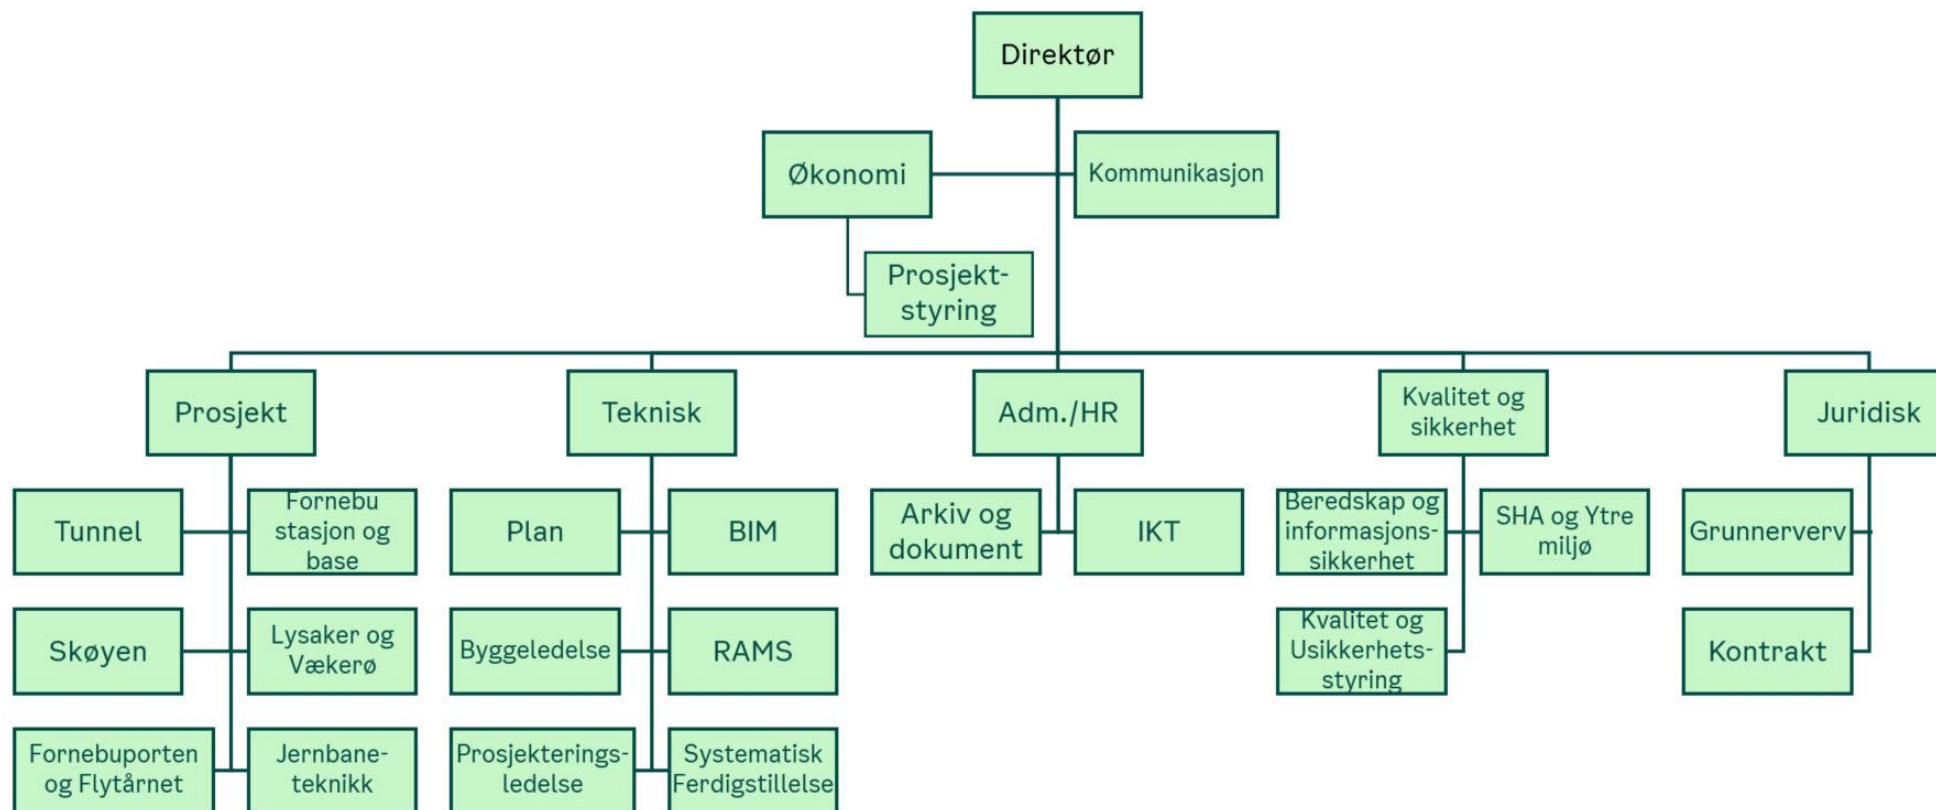 Direktør
Økonomi
Kommunikasjon
Prosjekt-
styring
Prosjekt
Teknisk
Adm./HR
Kvalitet og
sikkerhet
Juridisk
Tunnel
Fornebu
stasjon og
base
Plan
BIM
Arkiv og
dokument
IKT
Beredskap og
informasjons-
sikkerhet
SHA og Ytre
miljø
Grunnerverv
Skøyen
Lysaker og
Vækerø
Byggeledelse
RAMS
Kvalitet og
Usikkerhets-
styring
Kontrakt
Fornebuporten
og Flytårnet
Jernbane-
teknikk
Prosjekterings-
ledelse
Systematisk
Ferdigstillelse